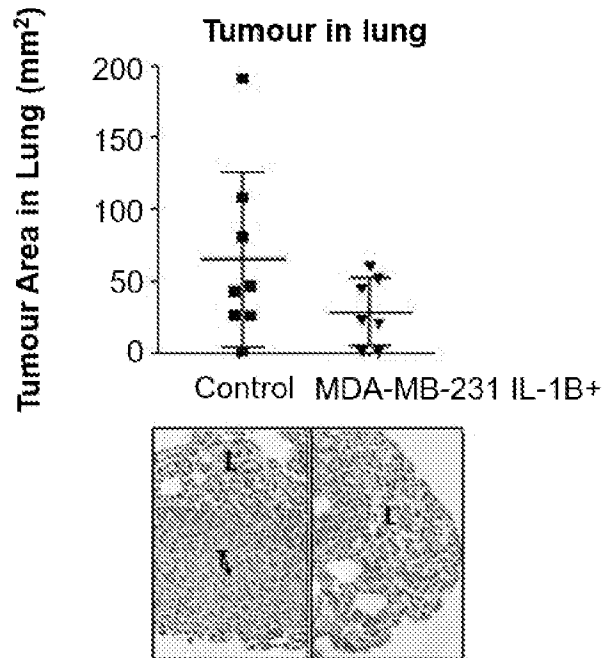 Tumour in lung
Tumour Area in Lung (mm²)
200
150
100
50
0
Control
MDA-MB-231 IL-1B+
L
T
L